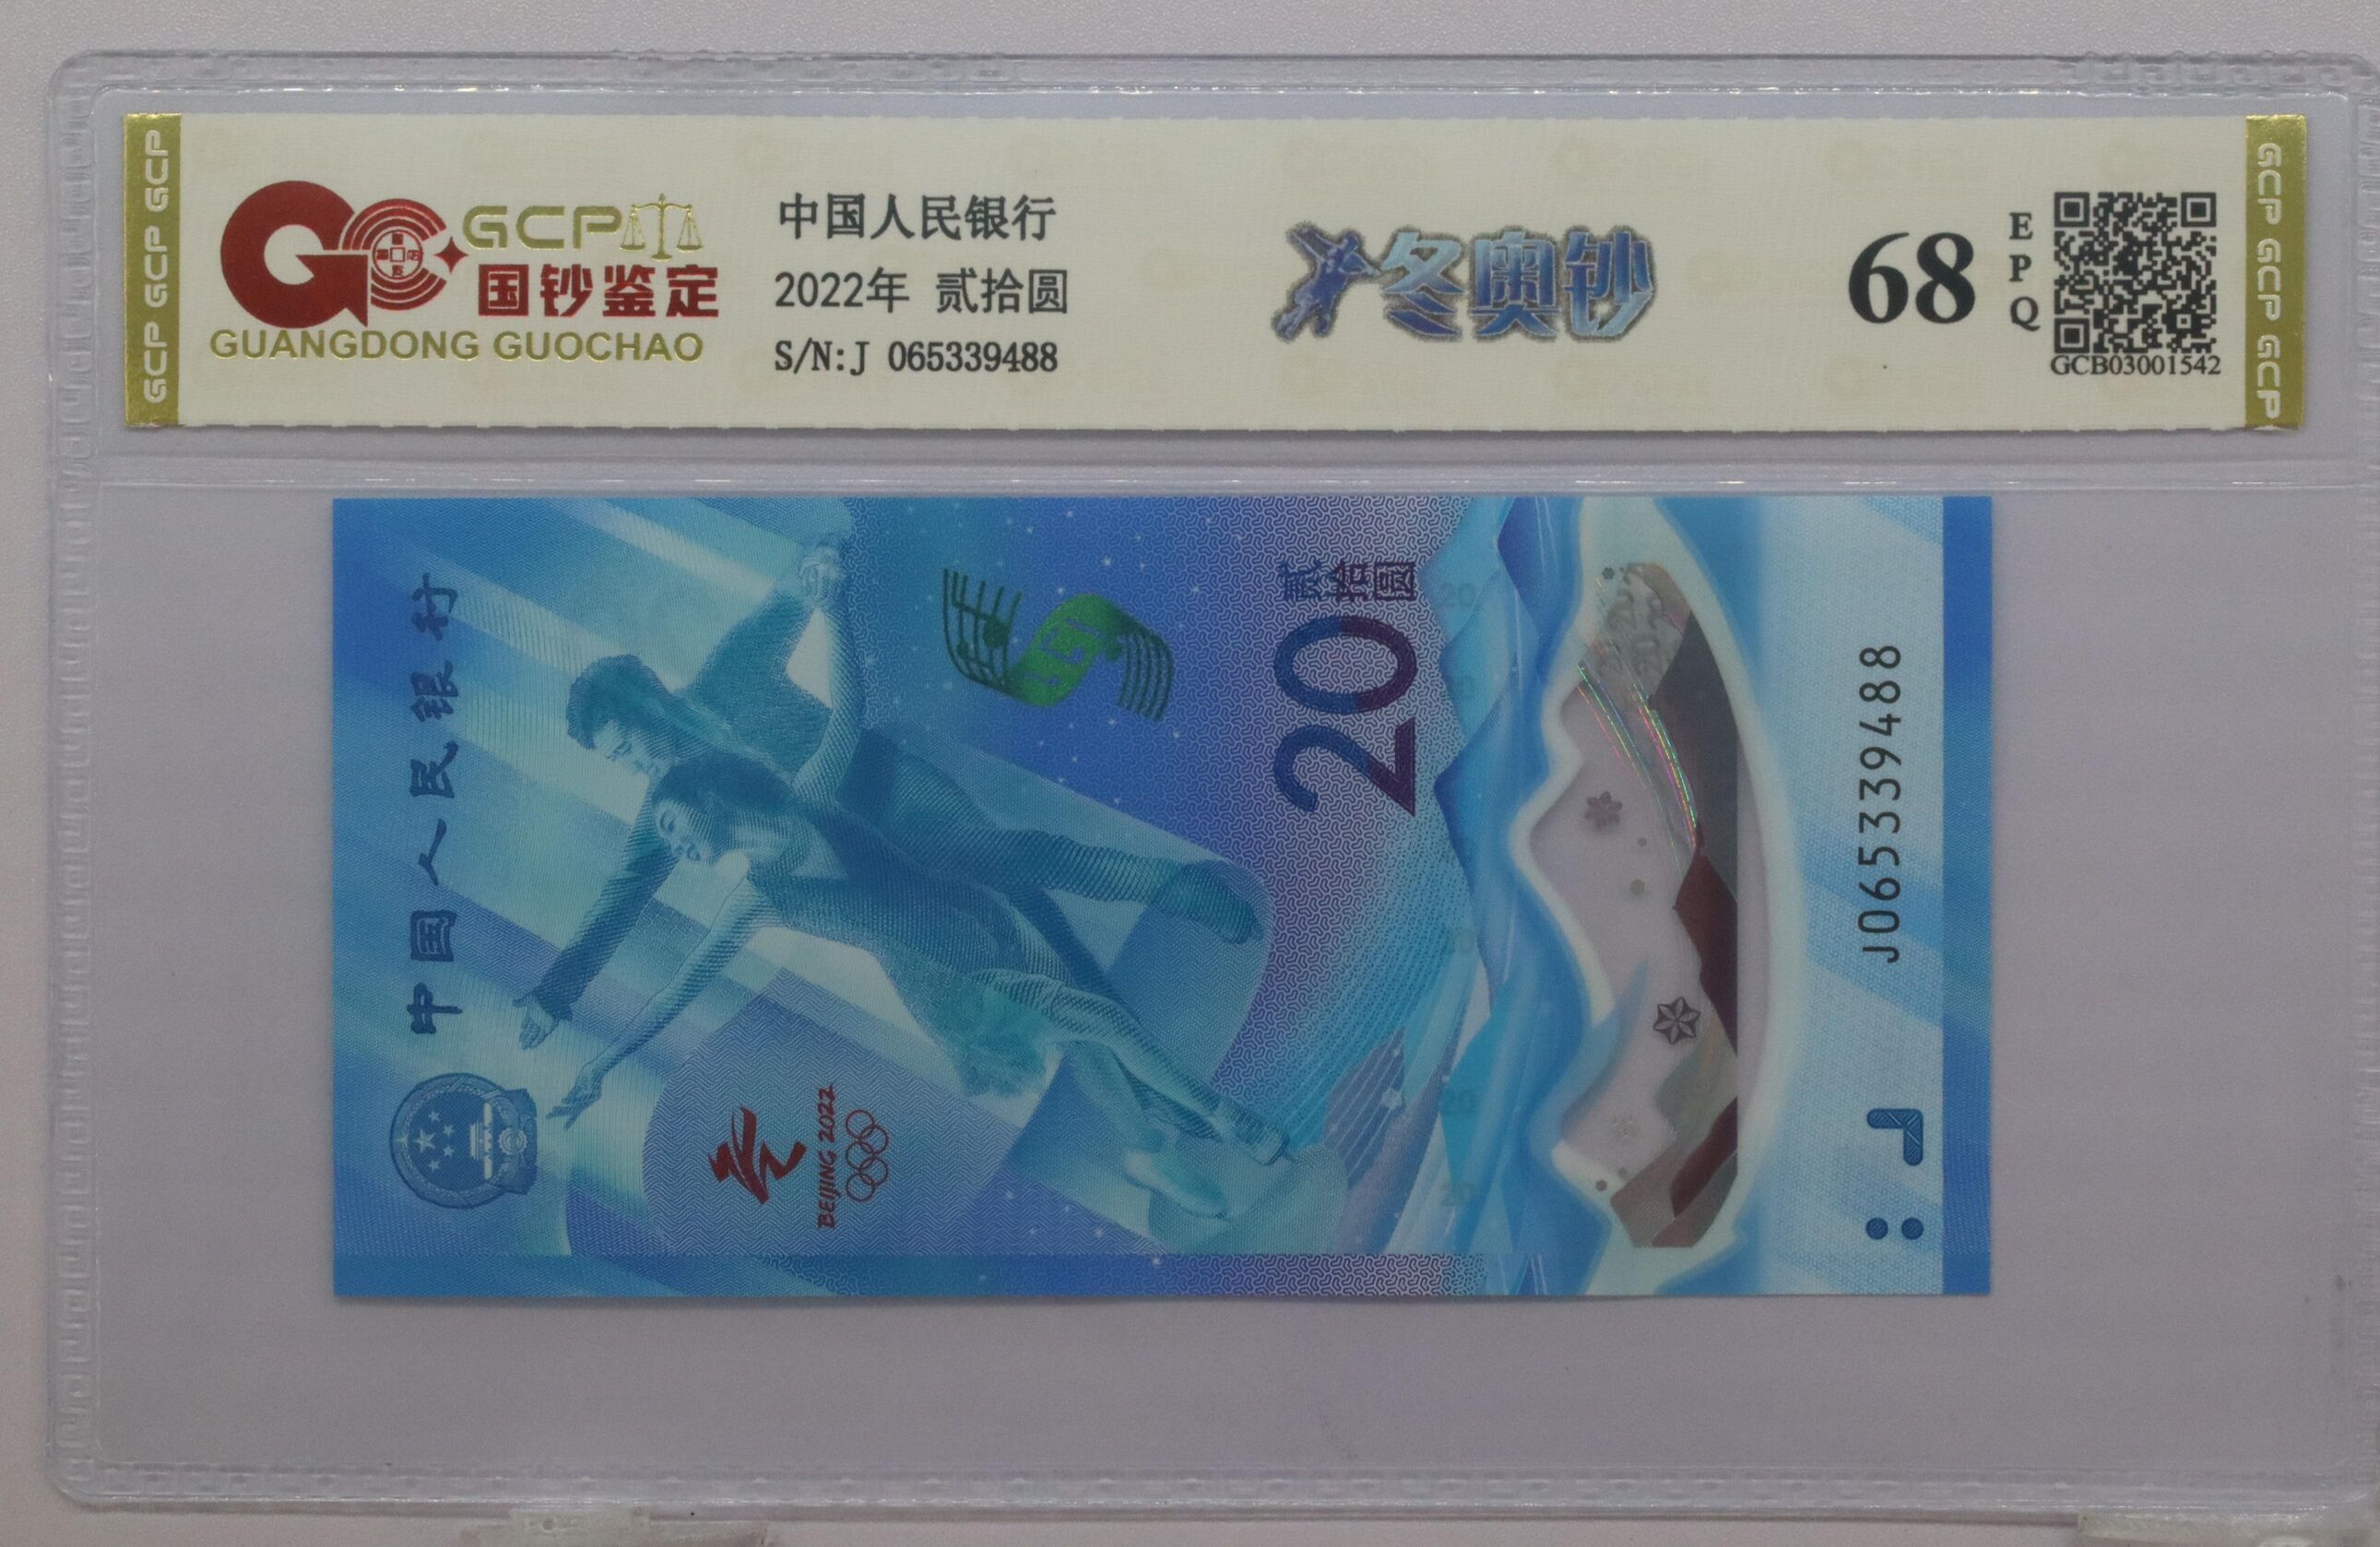 GCP GCP GCP
GCP
国钞鉴定
GUANGDONG GUOCHAO
中国人民银行
2022年 贰拾圆
S/N:J 065339488
冬奥钞
68
EPQ
GCB03001542
GCP GCP GCP
中国人民银行
BEIJING 2022
贰拾圆
20
J065339488